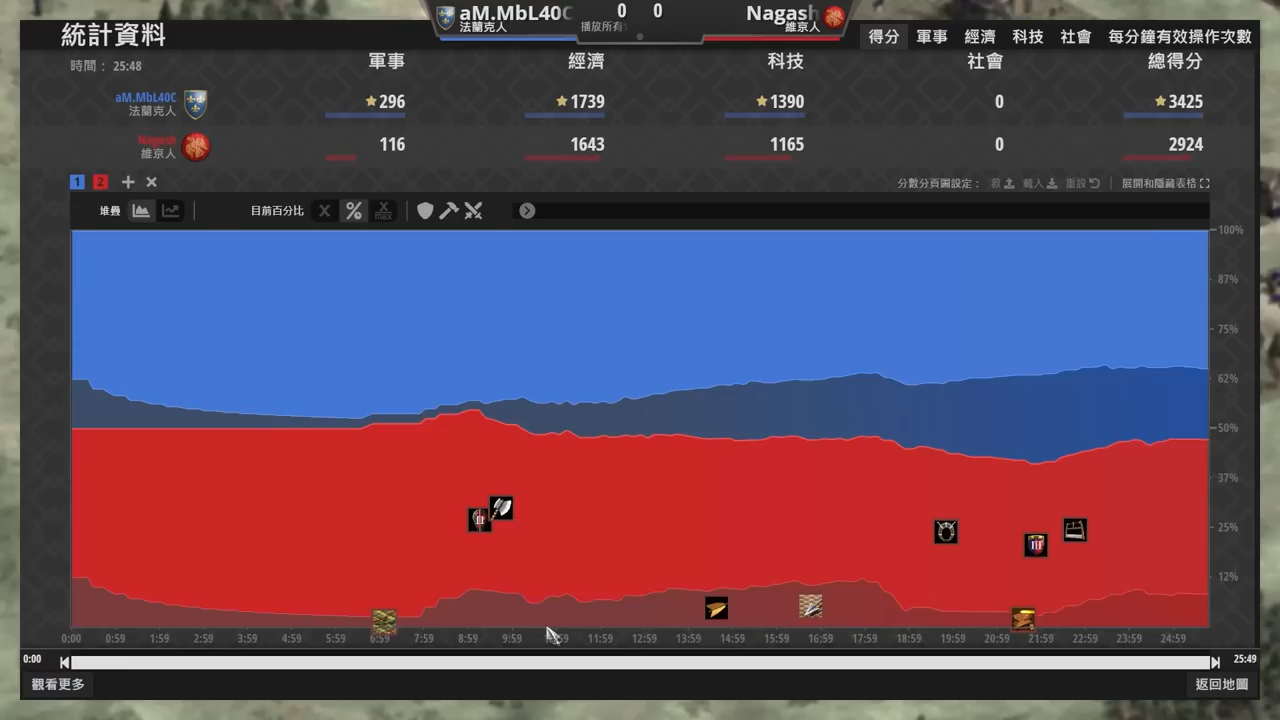 aM.MbL40C 0 0 Nagash
法蘭克人 播放所有 維京人
統計資料 得分 軍事 經濟 科技 社會 每分鐘有效操作次數
時間： 25:48 軍事 經濟 科技 社會 總得分
aM.MbL40C
法蘭克人
296 1739 1390 0 3425
Nagash
維京人
116 1643 1165 0 2924
1 2 分數分頁圖設定： 載入 重設 展開和隱藏表格
堆疊 目前百分比 X % X max
100%
87%
75%
62%
50%
37%
25%
12%
II
III
0:00 0:59 1:59 2:59 3:59 4:59 5:59 6:59 7:59 8:59 9:59 11:59 12:59 13:59 14:59 15:59 16:59 17:59 18:59 19:59 20:59 21:59 22:59 23:59 24:59
0:00 25:49
觀看更多 返回地圖